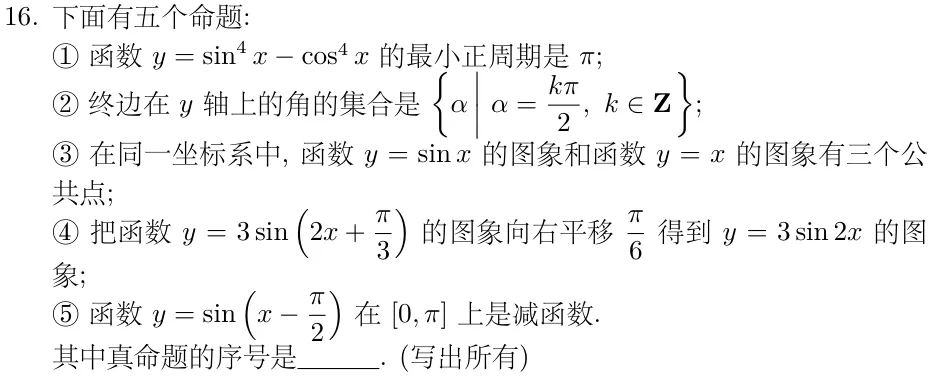 16. 下面有五个命题:
① 函数 y = sin⁴ x − cos⁴ x 的最小正周期是 π;
② 终边在 y 轴上的角的集合是 {α | α = kπ/2, k ∈ Z};
③ 在同一坐标系中, 函数 y = sin x 的图象和函数 y = x 的图象有三个公
共点;
④ 把函数 y = 3 sin(2x + π/3) 的图象向右平移 π/6 得到 y = 3 sin 2x 的图
象;
⑤ 函数 y = sin(x − π/2) 在 [0, π] 上是减函数.
其中真命题的序号是______. (写出所有)